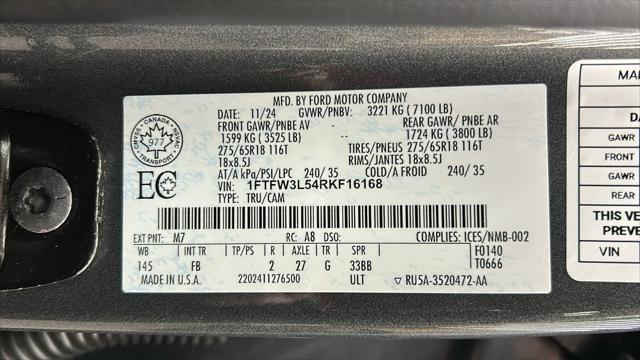 MFD. BY FORD MOTOR COMPANY
DATE: 11/24 GVWR/PNBV: 3221 KG ( 7100 LB)
FRONT GAWR/PNBE AV -- REAR GAWR/PNBE AR
1599 KG ( 3525 LB) 1724 KG ( 3800 LB)
275/65R18 116T TIRES/PNEUS 275/65R18 116T
18x8.5J RIMS/JANTES 18x8.5J
AT/A kPa/PSI/LPC 240/ 35 COLD/A FROID 240/ 35
VIN: 1FTFW3L54RKF16168
TYPE: TRU/CAM
CMVSS • CANADA • NSVAC
977
TRANSPORT
EC
EXT PNT: M7 RC: A8 DSO: COMPLIES: ICES/NMB-002
WB INT TR TP/PS R AXLE TR SPR F0140
145 FB 2 27 G 33BB T0666
2202411276500 ULT ▽ RU5A-3520472-AA
GAWR
FRONT
GAWR
REAR
THIS VE
PREVE
VIN